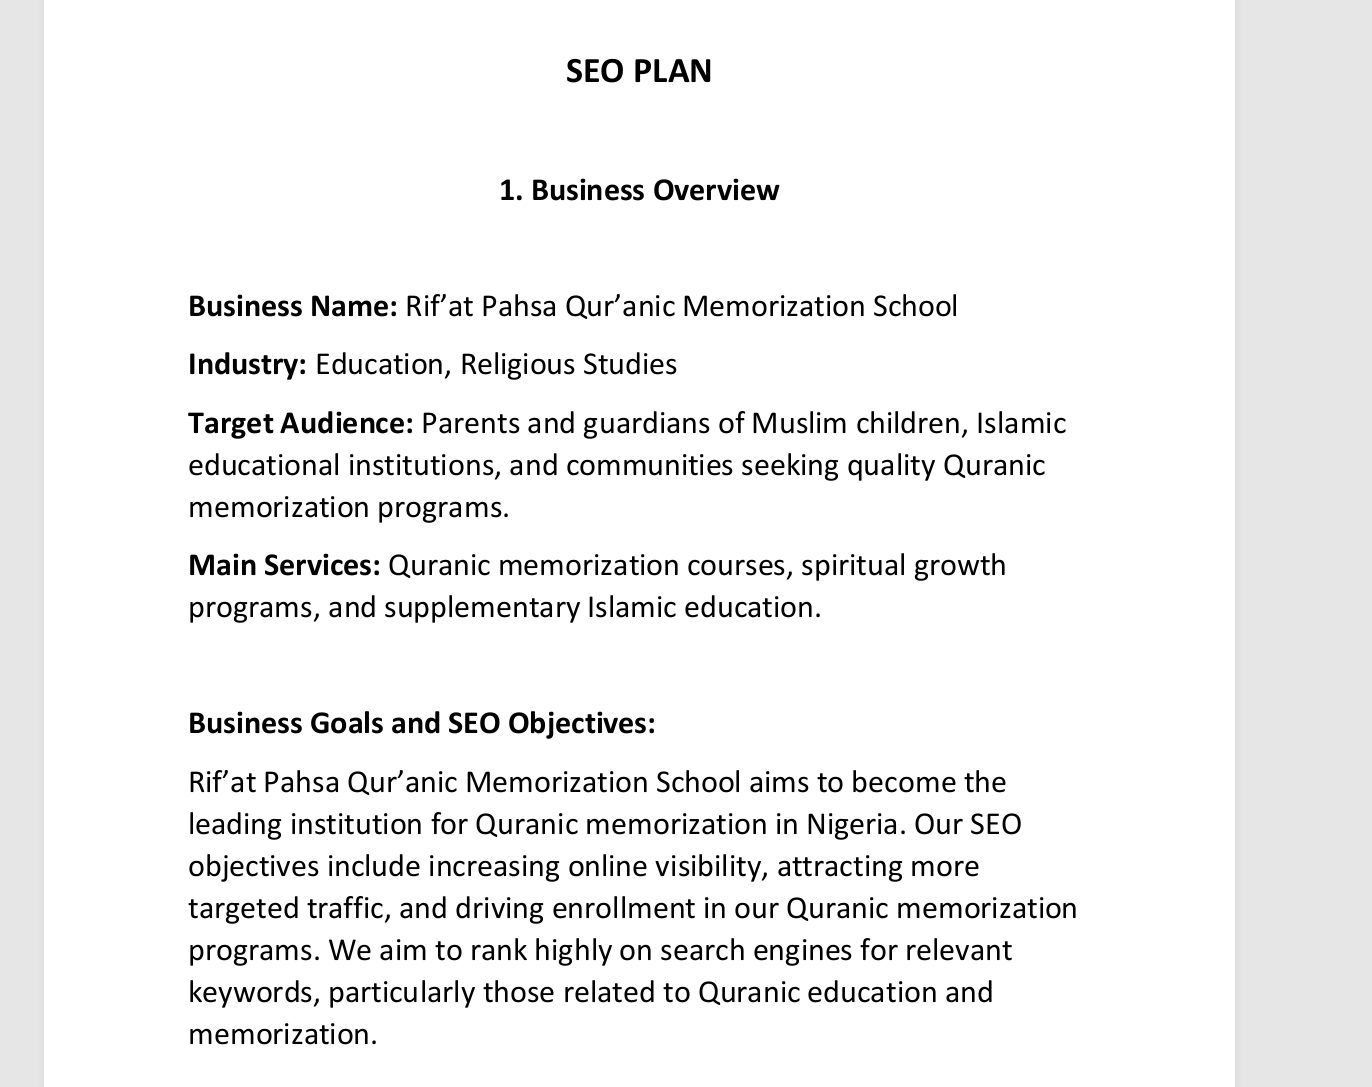 SEO PLAN
1. Business Overview
Business Name: Rif’at Pahsa Qur’anic Memorization School
Industry: Education, Religious Studies
Target Audience: Parents and guardians of Muslim children, Islamic
educational institutions, and communities seeking quality Quranic
memorization programs.
Main Services: Quranic memorization courses, spiritual growth
programs, and supplementary Islamic education.
Business Goals and SEO Objectives:
Rif’at Pahsa Qur’anic Memorization School aims to become the
leading institution for Quranic memorization in Nigeria. Our SEO
objectives include increasing online visibility, attracting more
targeted traffic, and driving enrollment in our Quranic memorization
programs. We aim to rank highly on search engines for relevant
keywords, particularly those related to Quranic education and
memorization.